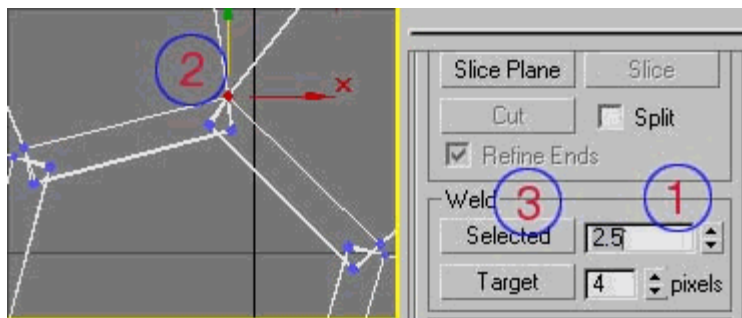 2
x
Slice Plane Slice
Cut Split
Refine Ends
Weld 3 1
Selected 2.5
Target 4 pixels